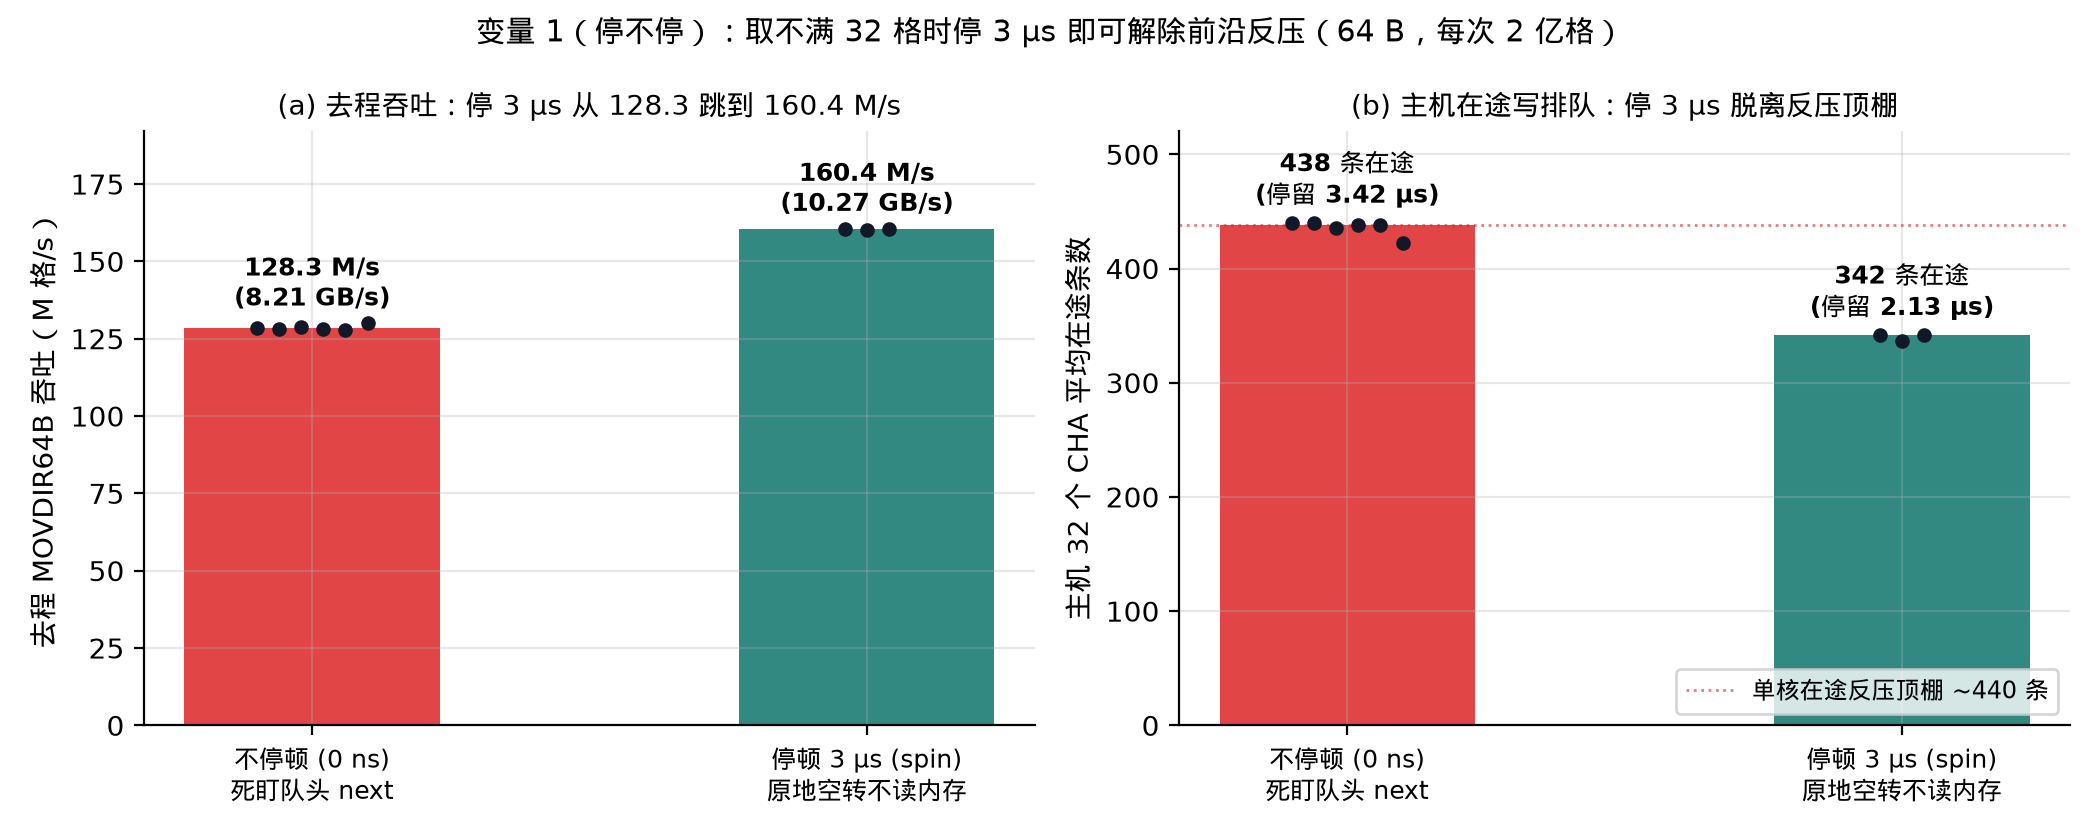 变量 1（停不停）：取不满 32 格时停 3 µs 即可解除前沿反压（64 B，每次 2 亿格）
(a) 去程吞吐：停 3 µs 从 128.3 跳到 160.4 M/s
去程 MOVDIR64B 吞吐（M 格/s）
175
150
125
100
75
50
25
0
128.3 M/s
(8.21 GB/s)
160.4 M/s
(10.27 GB/s)
不停顿 (0 ns)
死盯队头 next
停顿 3 µs (spin)
原地空转不读内存
(b) 主机在途写排队：停 3 µs 脱离反压顶棚
主机 32 个 CHA 平均在途条数
500
400
300
200
100
0
438 条在途
(停留 3.42 µs)
342 条在途
(停留 2.13 µs)
单核在途反压顶棚 ~440 条
不停顿 (0 ns)
死盯队头 next
停顿 3 µs (spin)
原地空转不读内存